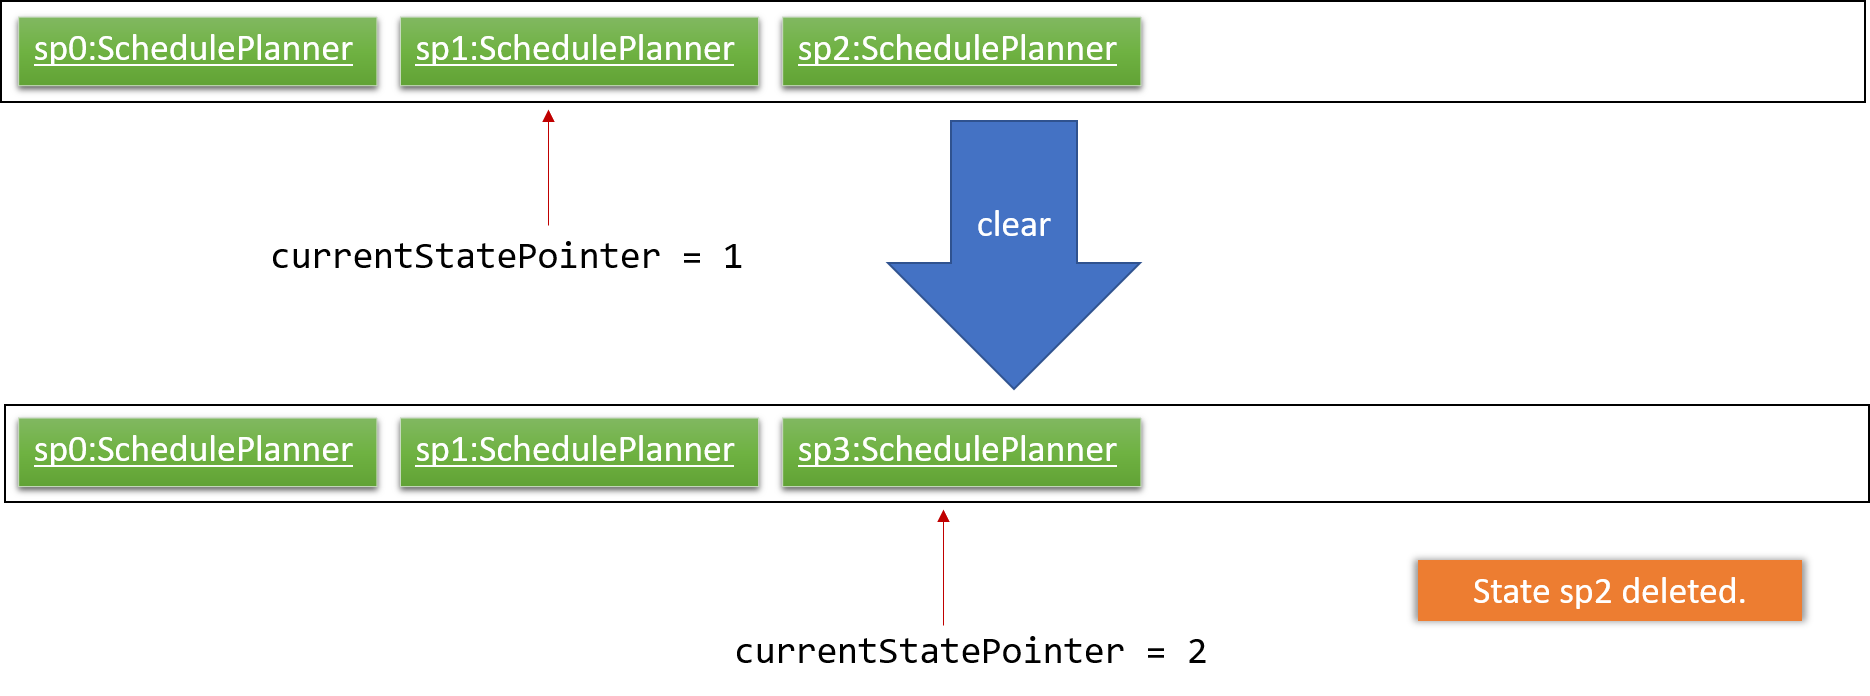 sp0:SchedulePlanner sp1:SchedulePlanner sp2:SchedulePlanner
clear
currentStatePointer = 1
sp0:SchedulePlanner sp1:SchedulePlanner sp3:SchedulePlanner
State sp2 deleted.
currentStatePointer = 2